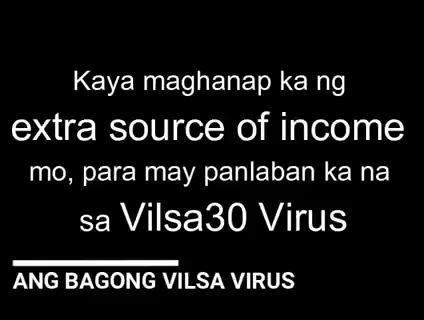 Kaya maghanap ka ng
extra source of income
mo, para may panlaban ka na
sa Vilsa30 Virus
ANG BAGONG VILSA VIRUS